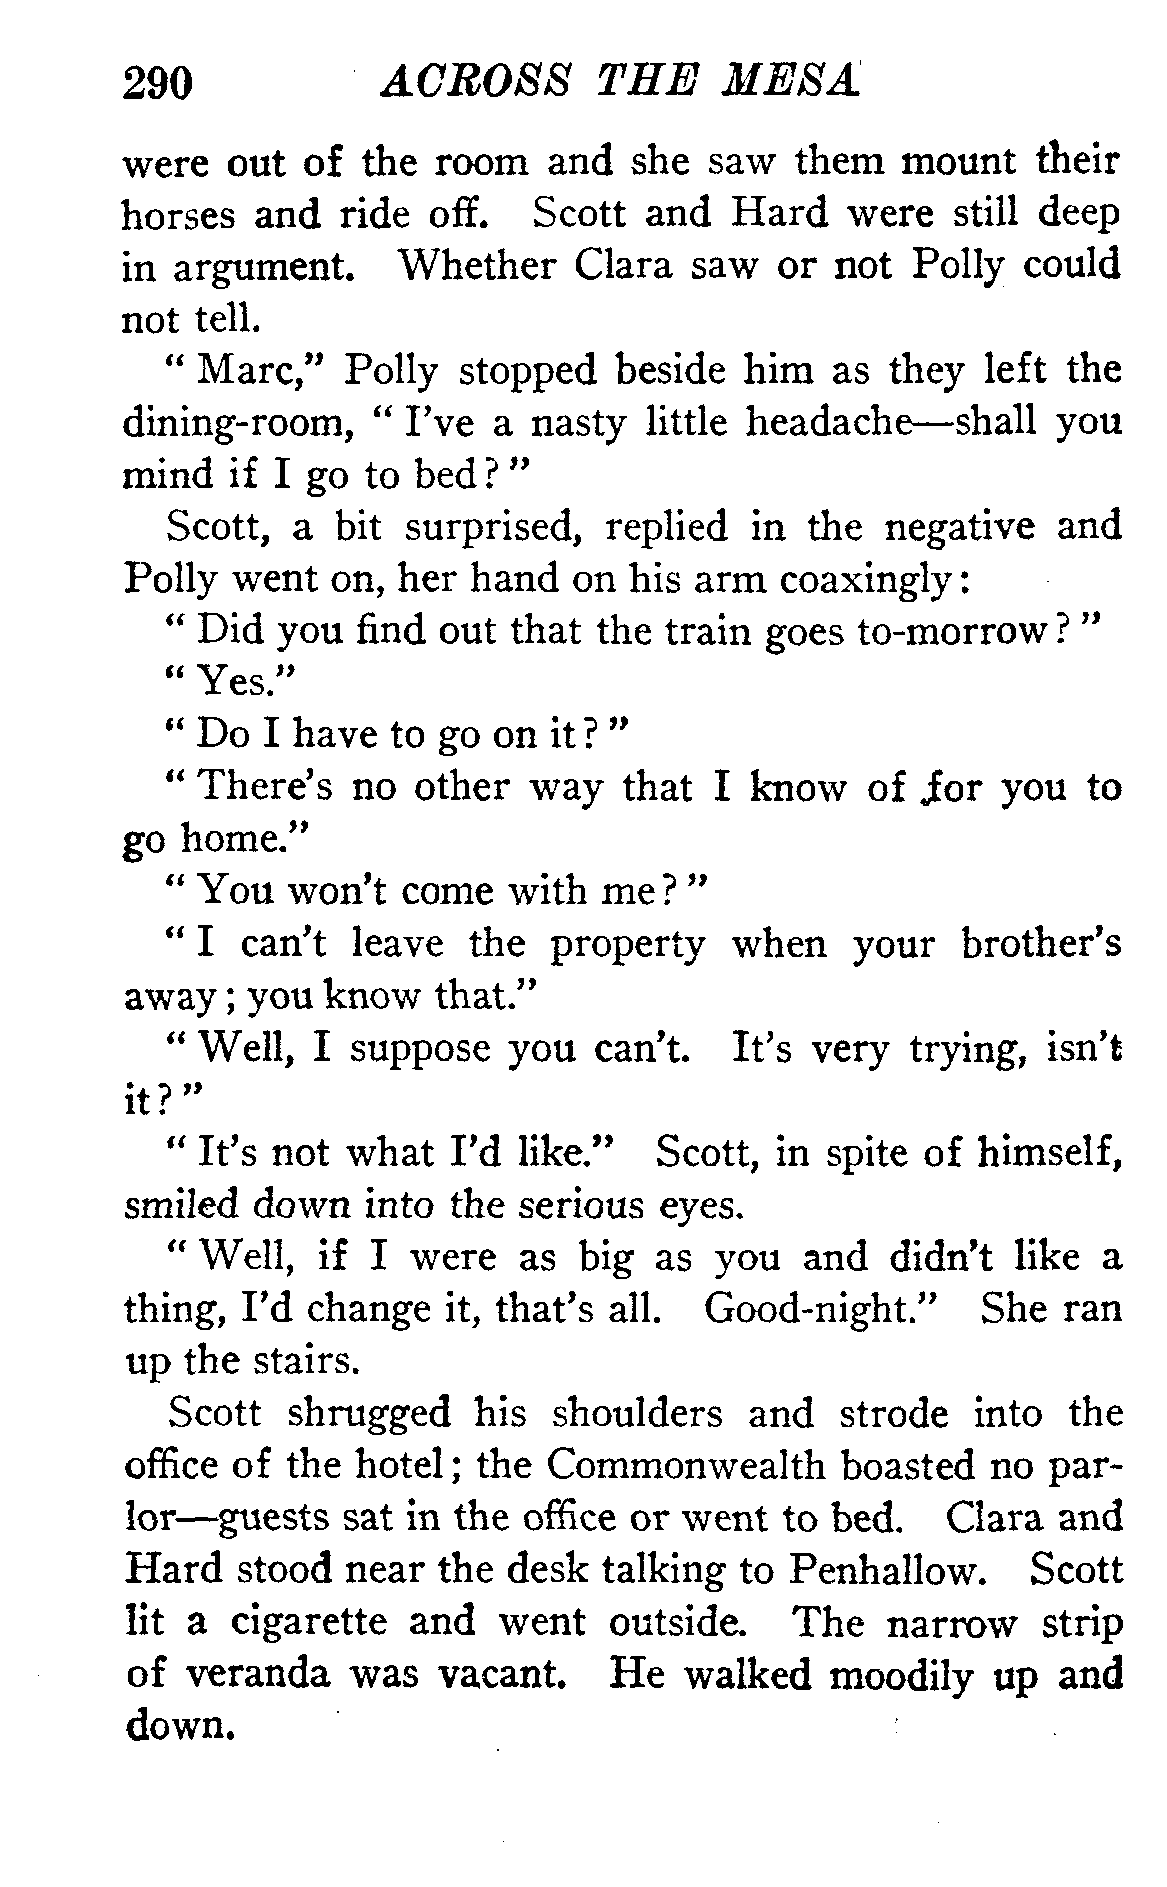 290 ACROSS THE MESA
were out of the room and she saw them mount their
horses and ride off. Scott and Hard were still deep
in argument. Whether Clara saw or not Polly could
not tell.
“ Marc,” Polly stopped beside him as they left the
dining-room, “ I've a nasty little headache—shall you
mind if I go to bed? ”
Scott, a bit surprised, replied in the negative and
Polly went on, her hand on his arm coaxingly:
“ Did you find out that the train goes to-morrow? ”
“ Yes.”
“ Do I have to go on it? ”
“ There's no other way that I know of for you to
go home.”
“ You won't come with me? ”
“ I can't leave the property when your brother's
away; you know that.”
“ Well, I suppose you can't. It's very trying, isn't
it? ”
“ It's not what I'd like.” Scott, in spite of himself,
smiled down into the serious eyes.
“ Well, if I were as big as you and didn't like a
thing, I'd change it, that's all. Good-night.” She ran
up the stairs.
Scott shrugged his shoulders and strode into the
office of the hotel; the Commonwealth boasted no par-
lor—guests sat in the office or went to bed. Clara and
Hard stood near the desk talking to Penhallow. Scott
lit a cigarette and went outside. The narrow strip
of veranda was vacant. He walked moodily up and
down.